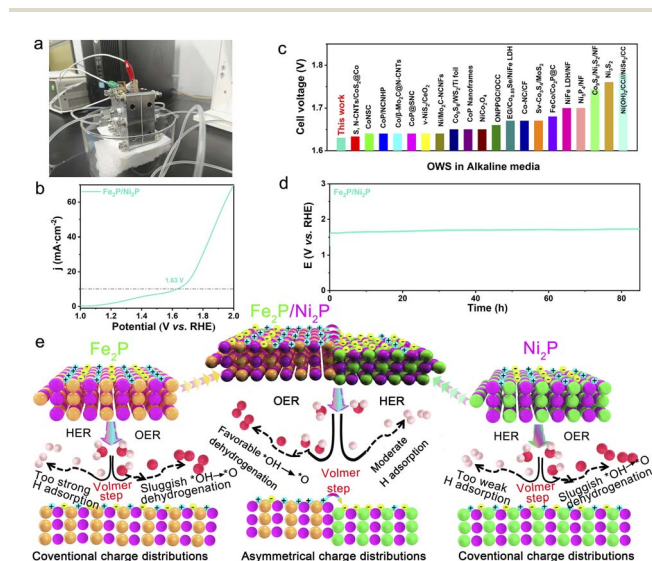 a
c
Cell voltage (V)
1.8
1.7
1.6
This work
S, N-CNTs/CoS₂@Co
CoNSC
CoP/NCNHP
Co/β-Mo₂C@N-CNTs
CoP@SNC
v-NiS₂/CeO₂
Ni/Mo₂C-NCNFs
Co₉S₈/WS₂/Ti foil
CoP Nanoframes
NiCo₂O₄
ONPPGC/OCC
EG/Co₀.₈₅Se/NiFe LDH
Co-NC/CF
Sv-Co₉S₈/MoS₂
FeCo/Co₂P@C
NiFe LDH/NF
Ni₅P₄/NF
Co₉S₈/Ni₃S₂/NF
Ni₃S₂
Ni(OH)₂/CC//NiSe₂/CC
OWS in Alkaline media
b
Fe₂P/Ni₂P
j (mA·cm⁻²)
60
40
20
0
1.63 V
1.0 1.2 1.4 1.6 1.8 2.0
Potential (V vs. RHE)
d
Fe₂P/Ni₂P
E (V vs. RHE)
3
2
1
0
0 20 40 60 80
Time (h)
e
Fe₂P/Ni₂P
Fe₂P
Ni₂P
HER OER
OER HER
HER OER
Too strong
H adsorption
Volmer
step
Sluggish *OH→*O
dehydrogenation
Favorable *OH→*O
dehydrogenation
Volmer
step
Moderate
H adsorption
Too weak
H adsorption
Volmer
step
Sluggish *OH→*O
dehydrogenation
Coventional charge distributions
Asymmetrical charge distributions
Coventional charge distributions